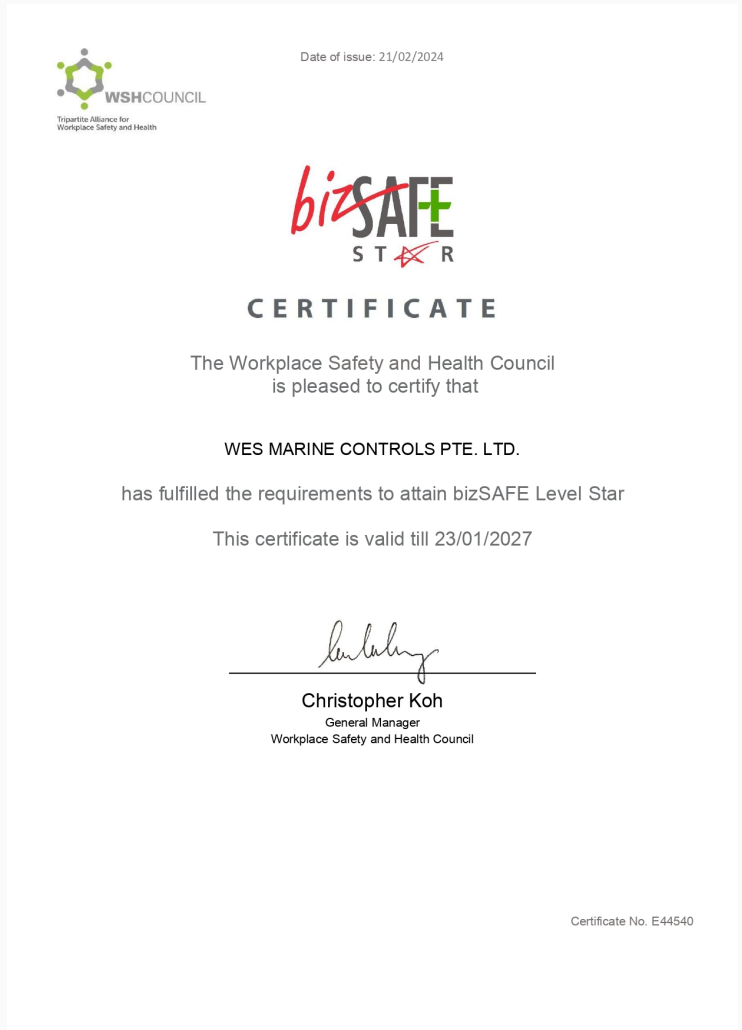 Date of issue: 21/02/2024
WSHCOUNCIL
Tripartite Alliance for
Workplace Safety and Health
bizSAFE
STAR
CERTIFICATE
The Workplace Safety and Health Council
is pleased to certify that
WES MARINE CONTROLS PTE. LTD.
has fulfilled the requirements to attain bizSAFE Level Star
This certificate is valid till 23/01/2027
Christopher Koh
General Manager
Workplace Safety and Health Council
Certificate No. E44540